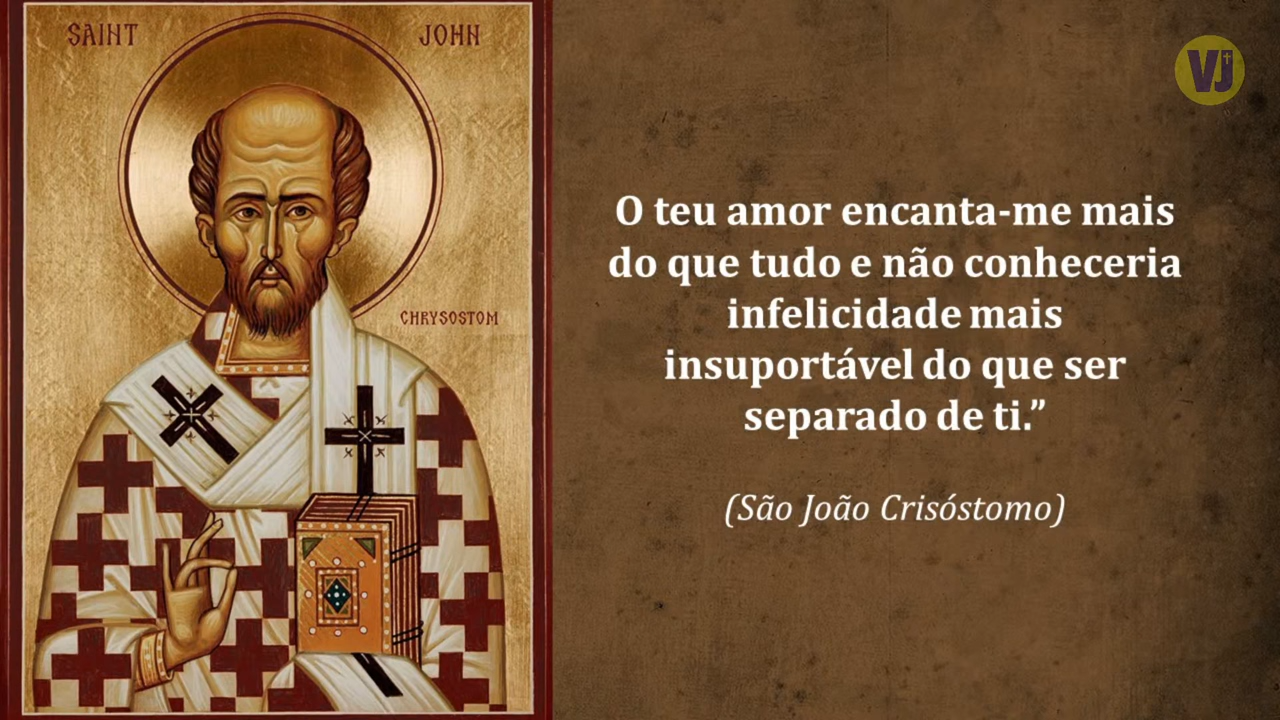 SAINT JOHN
CHRYSOSTOM
VJ
O teu amor encanta-me mais
do que tudo e não conheceria
infelicidade mais
insuportável do que ser
separado de ti.”
(São João Crisóstomo)